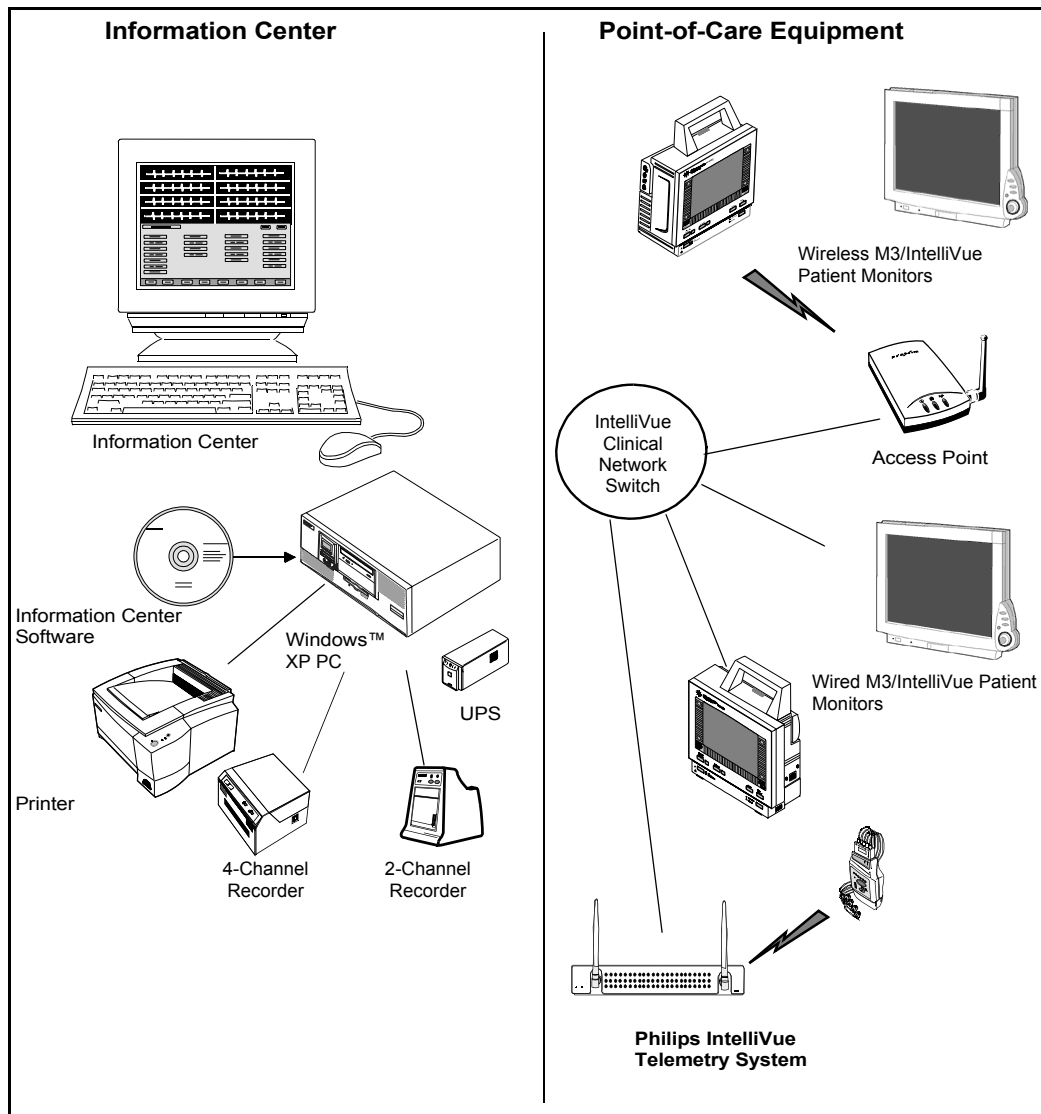 Information Center
Point-of-Care Equipment
Wireless M3/IntelliVue
Patient Monitors
Information Center
IntelliVue
Clinical
Network
Switch
Access Point
Information Center
Software
Windows™
XP PC
UPS
Wired M3/IntelliVue Patient
Monitors
Printer
4-Channel
Recorder
2-Channel
Recorder
Philips IntelliVue
Telemetry System